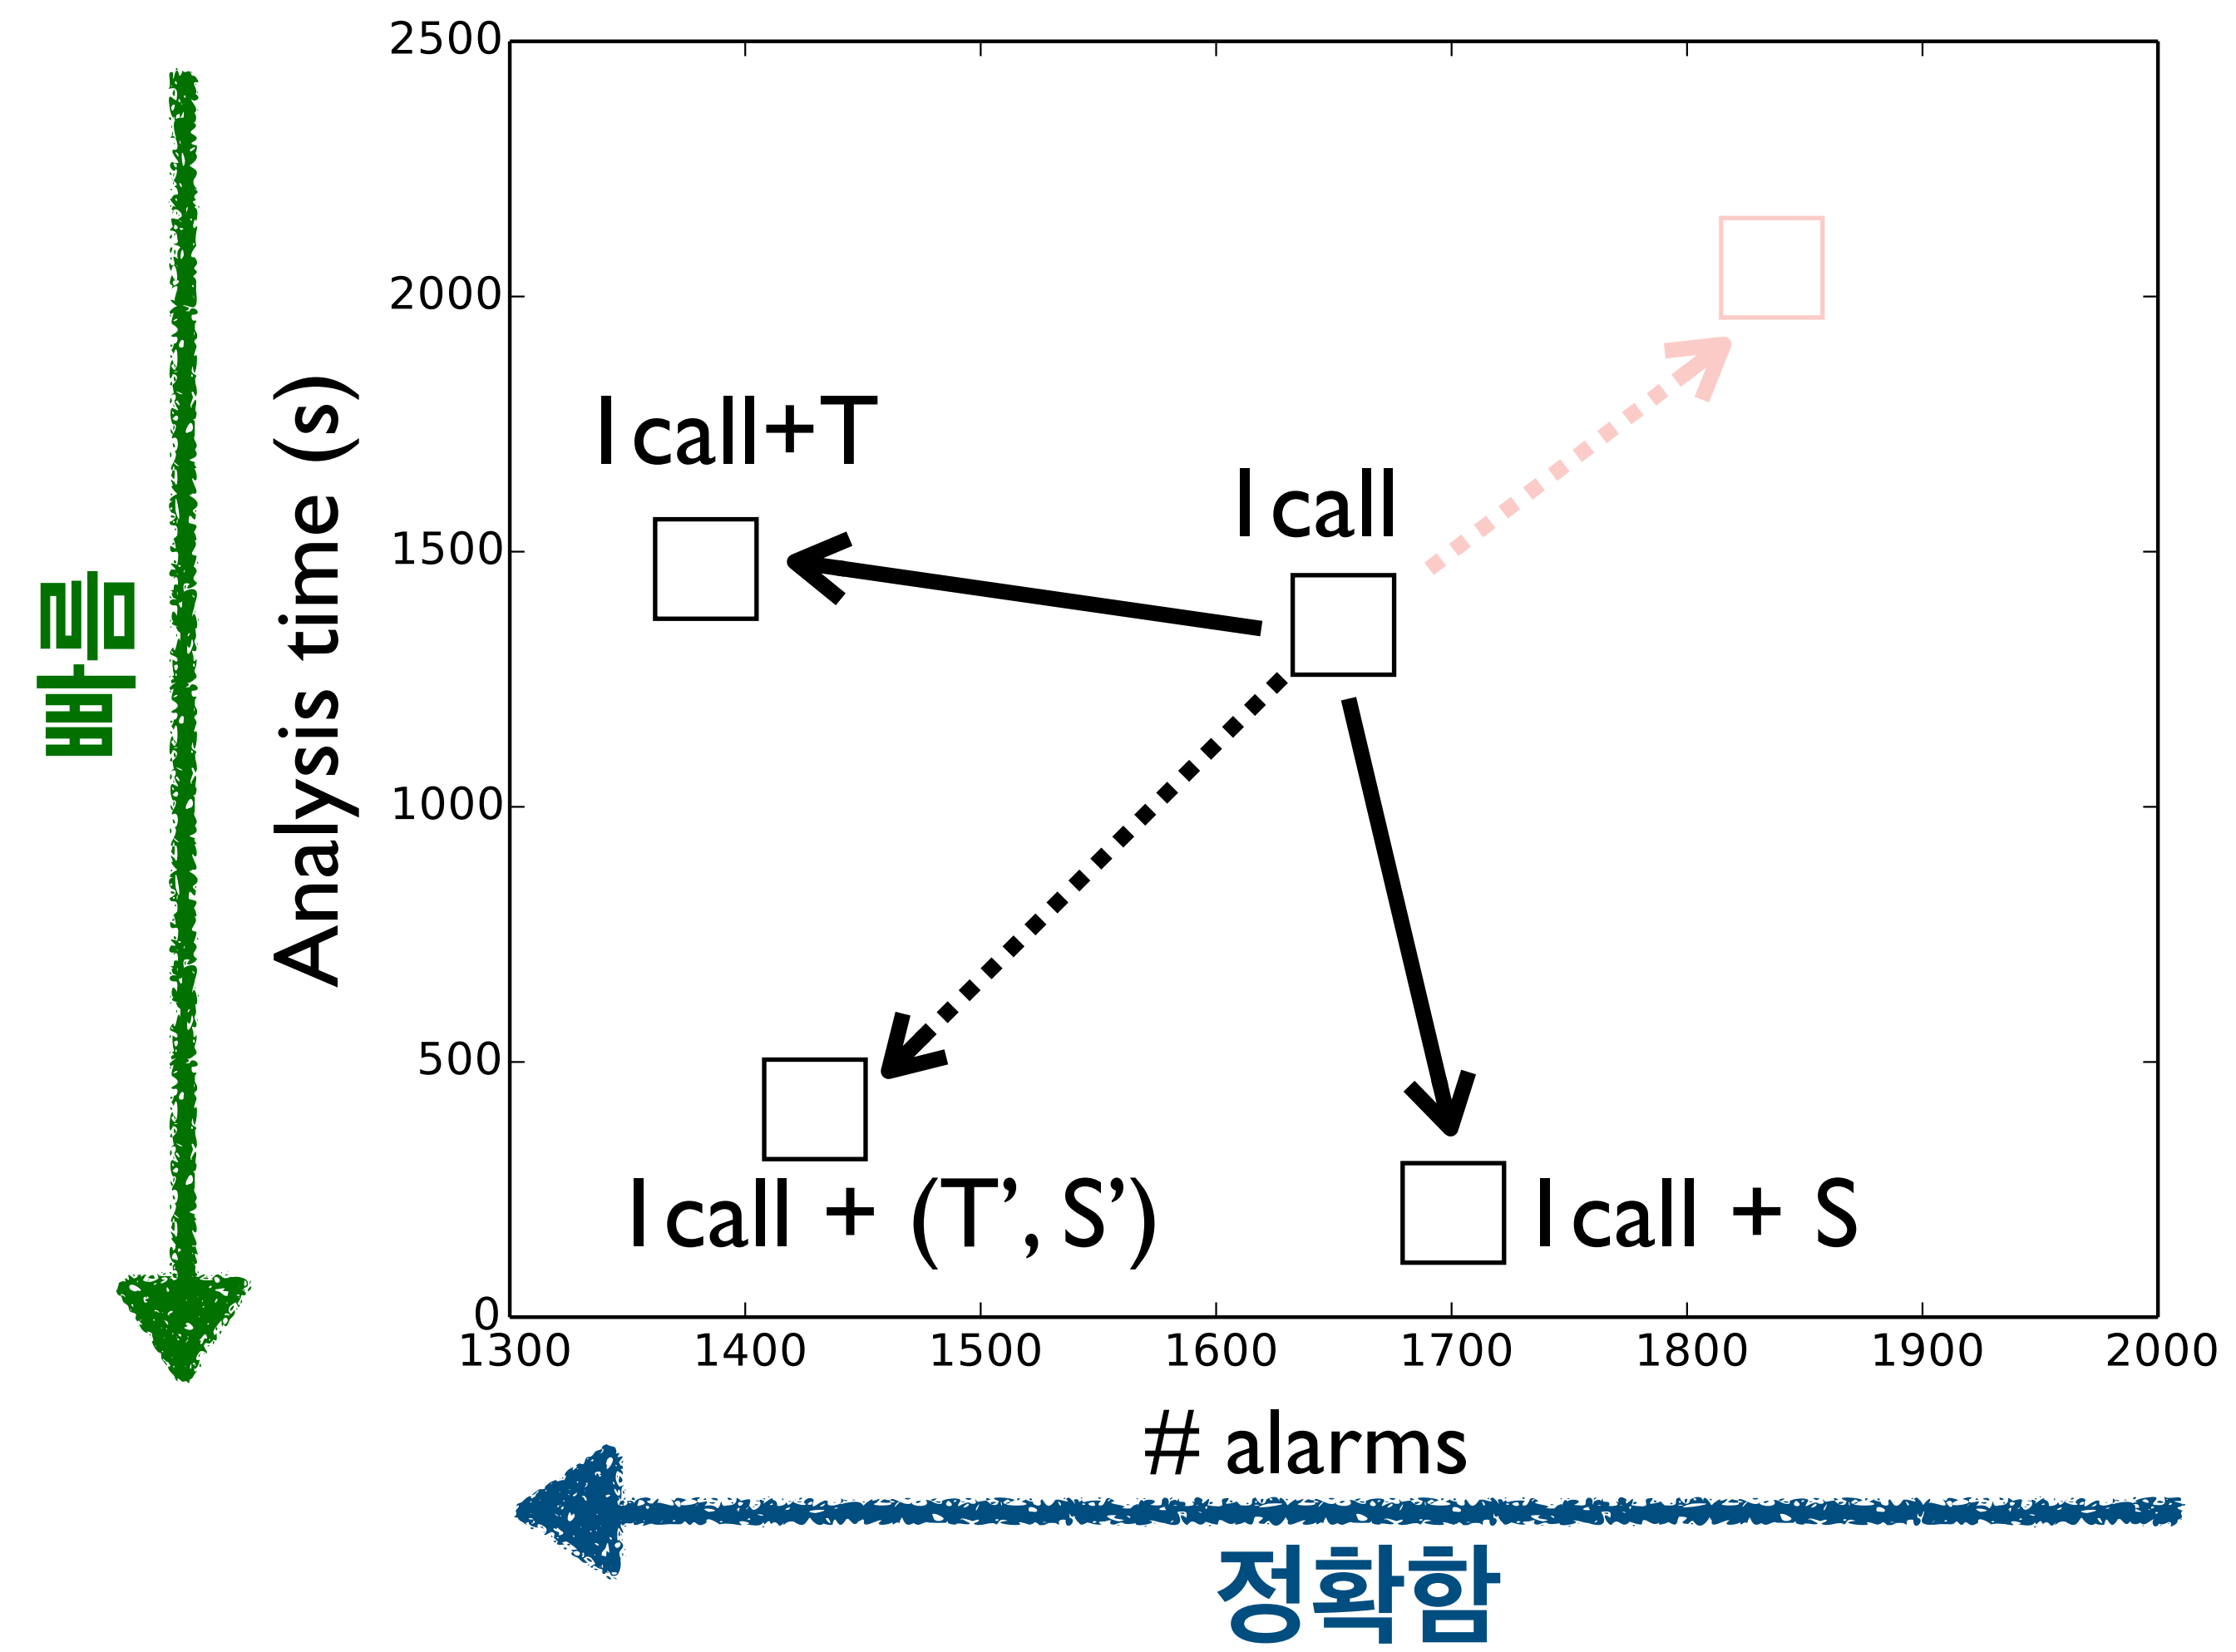 2500
2000
1500
1000
500
0
1300 1400 1500 1600 1700 1800 1900 2000
Analysis time (s)
빠름
1call+T
1call
1call + (T’, S’)
1call + S
# alarms
정확함